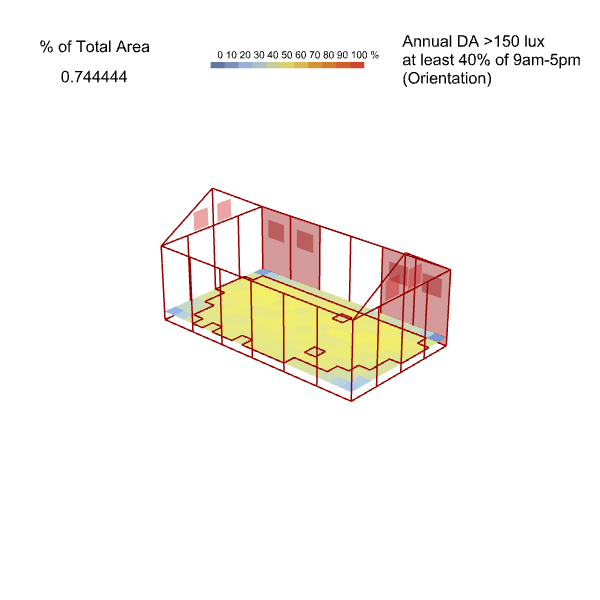 % of Total Area
0.744444
0 10 20 30 40 50 60 70 80 90 100 %
Annual DA >150 lux
at least 40% of 9am-5pm
(Orientation)